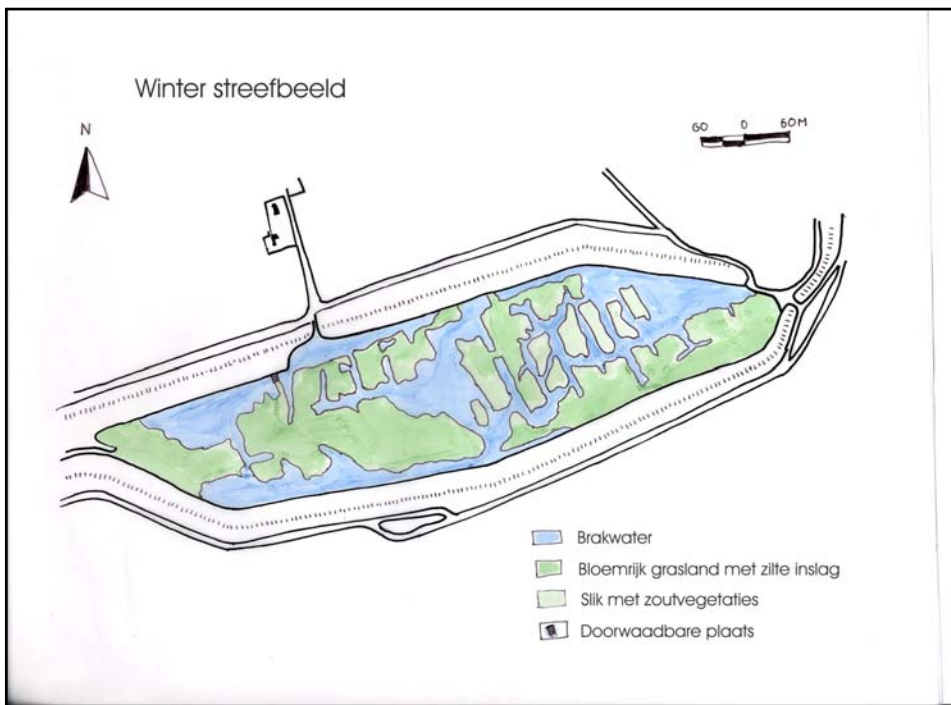 Winter streefbeeld
N
60 0 60M
Brakwater
Bloemrijk grasland met zilte inslag
Slik met zoutvegetaties
Doorwaadbare plaats